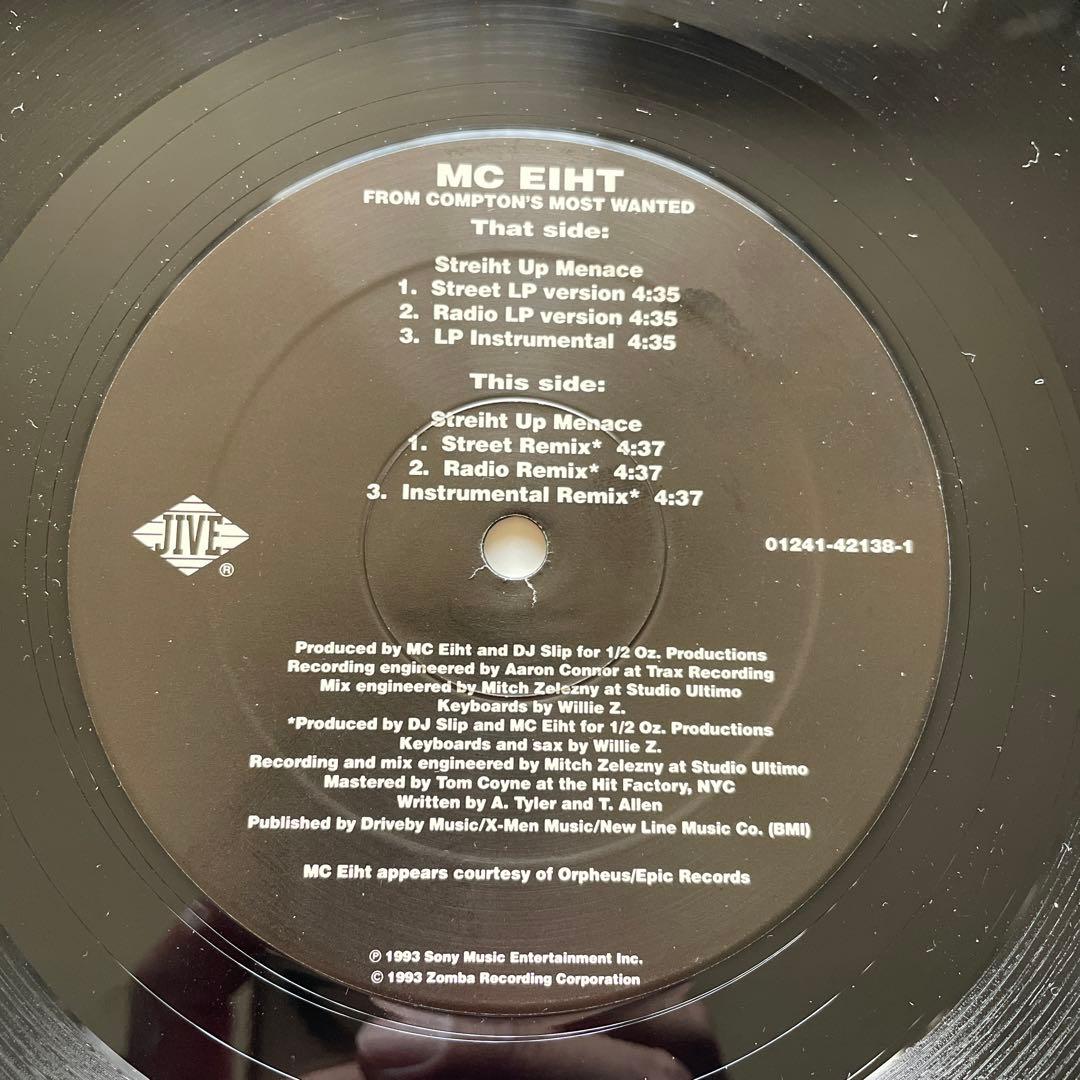 MC EIHT
FROM COMPTON'S MOST WANTED
That side:
Streiht Up Menace
1. Street LP version 4:35
2. Radio LP version 4:35
3. LP Instrumental 4:35
This side:
Streiht Up Menace
1. Street Remix* 4:37
2. Radio Remix* 4:37
3. Instrumental Remix* 4:37
JIVE ®
01241-42138-1
Produced by MC Eiht and DJ Slip for 1/2 Oz. Productions
Recording engineered by Aaron Connor at Trax Recording
Mix engineered by Mitch Zelezny at Studio Ultimo
Keyboards by Willie Z.
*Produced by DJ Slip and MC Eiht for 1/2 Oz. Productions
Keyboards and sax by Willie Z.
Recording and mix engineered by Mitch Zelezny at Studio Ultimo
Mastered by Tom Coyne at the Hit Factory, NYC
Written by A. Tyler and T. Allen
Published by Driveby Music/X-Men Music/New Line Music Co. (BMI)
MC Eiht appears courtesy of Orpheus/Epic Records
℗ 1993 Sony Music Entertainment Inc.
© 1993 Zomba Recording Corporation